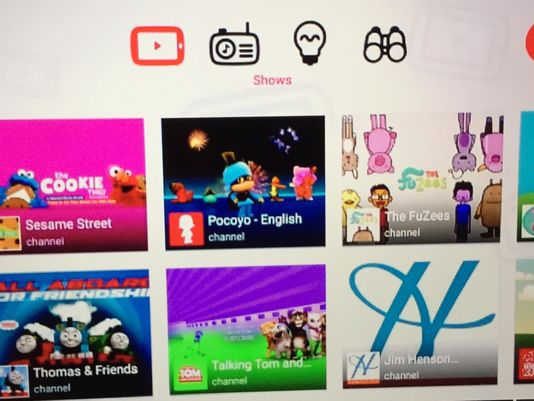 Shows
the
COOKIE
THIEF
Sesame Street
channel
Pocoyo - English
channel
THE
FuZees
The FuZees
channel
ALL ABOARD
FOR FRIENDSHIP
Thomas & Friends
channel
SUBSCRIBE
TOM
Talking Tom and...
channel
H
Jim Henson...
channel